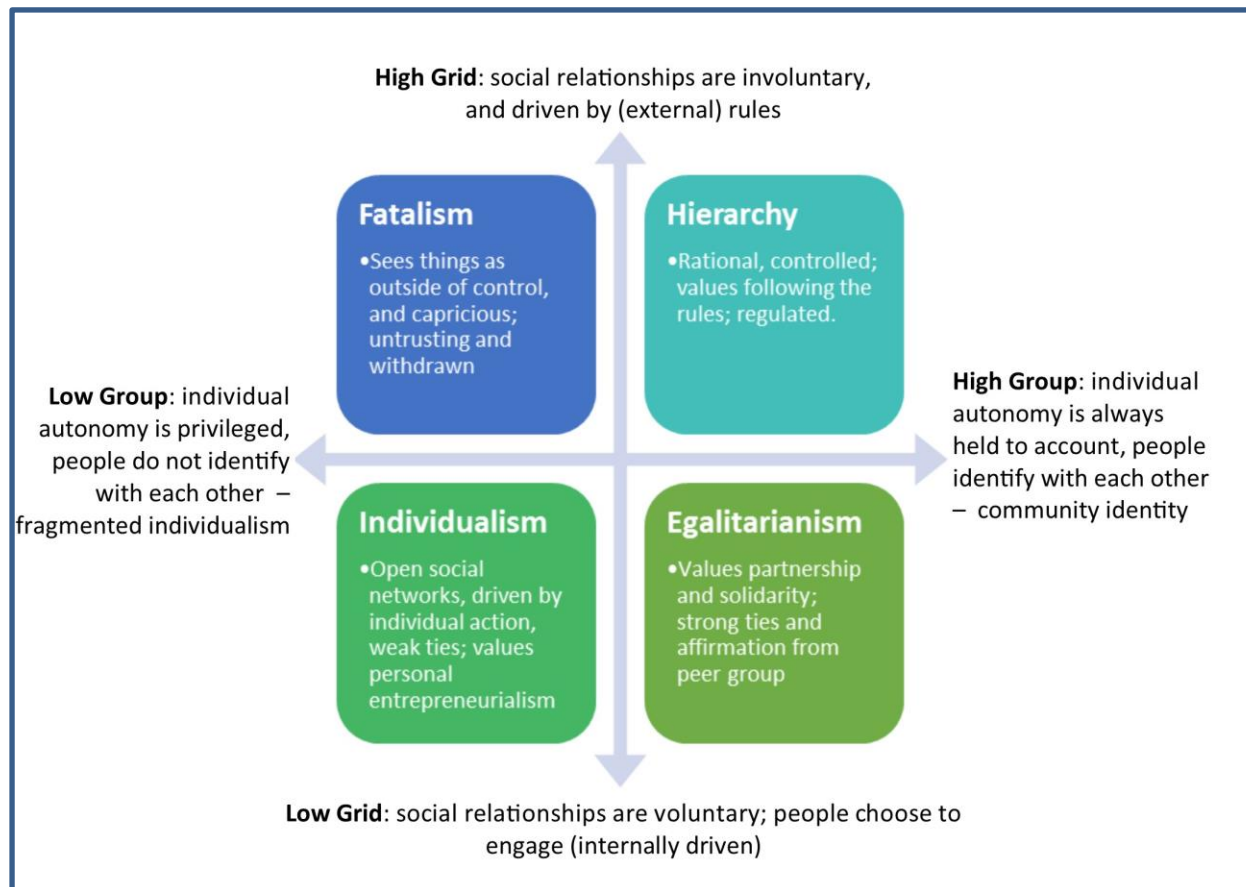 High Grid: social relationships are involuntary,
and driven by (external) rules
Fatalism
•Sees things as
outside of control,
and capricious;
untrusting and
withdrawn
Hierarchy
•Rational, controlled;
values following the
rules; regulated.
Low Group: individual
autonomy is privileged,
people do not identify
with each other –
fragmented individualism
High Group: individual
autonomy is always
held to account, people
identify with each other
– community identity
Individualism
•Open social
networks, driven by
individual action,
weak ties; values
personal
entrepreneurialism
Egalitarianism
•Values partnership
and solidarity;
strong ties and
affirmation from
peer group
Low Grid: social relationships are voluntary; people choose to
engage (internally driven)